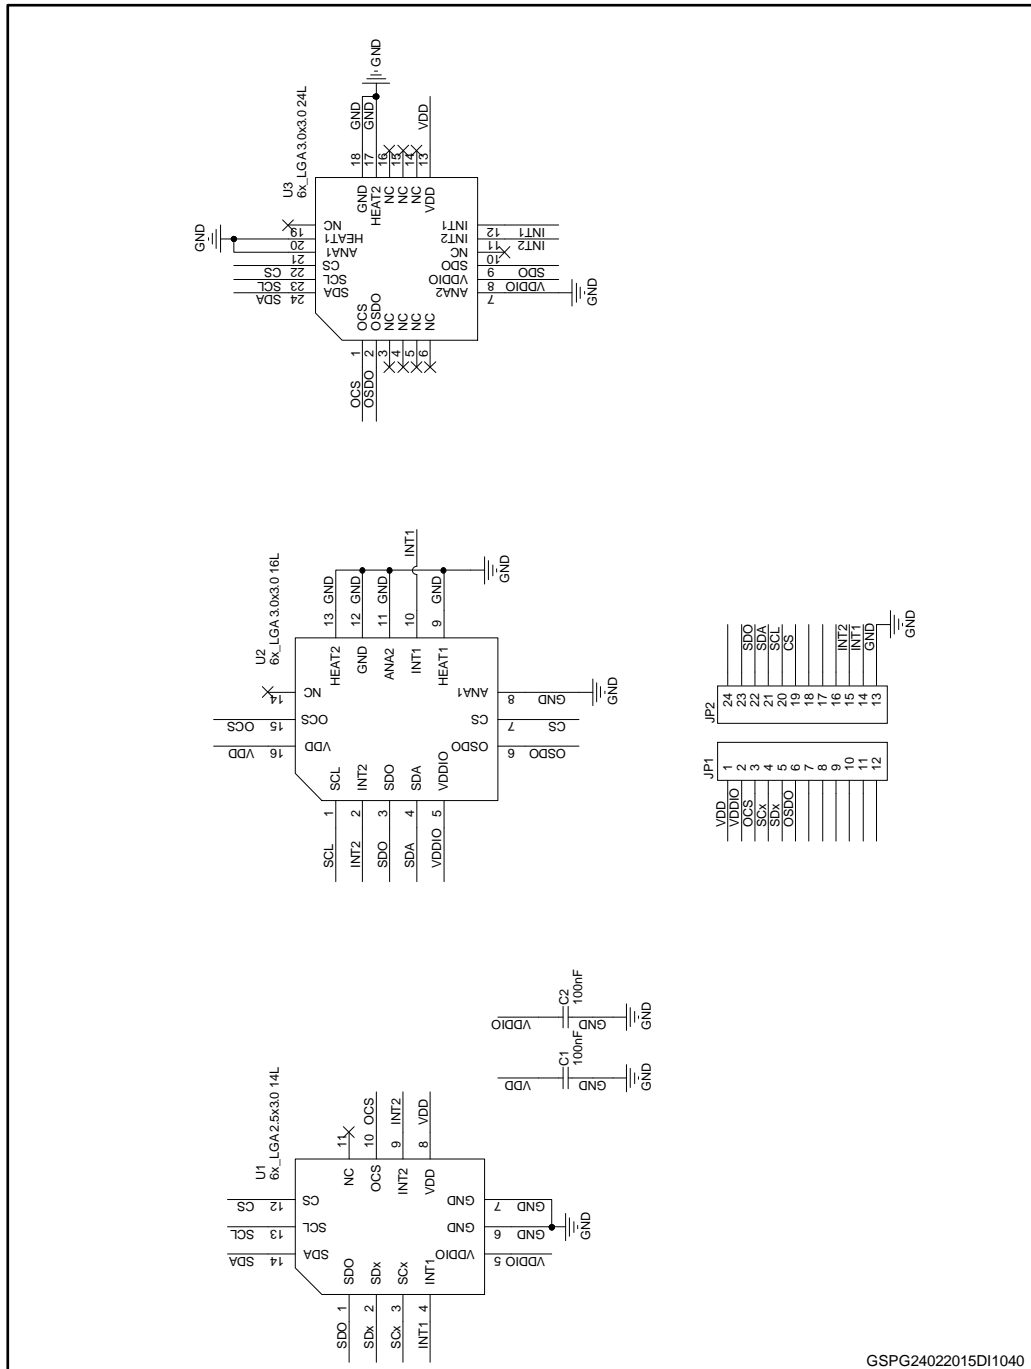 U3
6x_LGA 3.0x3.0 24L
GND
GND
GND
VDD
18
17
16
15
14
13
GND
HEAT2
NC
NC
NC
VDD
GND
NC
HEAT1
ANA1
CS
SCL
SDA
19
20
21
22
23
24
CS
SCL
SDA
OCS
OSDO
NC
NC
NC
NC
1
2
3
4
5
6
OCS
OSDO
INT1
INT2
NC
SDO
VDDIO
ANA2
12
11
10
9
8
7
INT1
INT2
SDO
VDDIO
GND
U2
6x_LGA 3.0x3.0 16L
13 GND
12 GND
11 GND
10
9 GND
INT1
GND
HEAT2
GND
ANA2
INT1
HEAT1
NC
OCS
VDD
14
15
16
OCS
VDD
SCL
INT2
SDO
SDA
VDDIO
1
2
3
4
5
SCL
INT2
SDO
SDA
VDDIO
ANA1
CS
OSDO
8
7
6
GND
CS
OSDO
GND
JP2
24
23
22
21
20
19
18
17
16
15
14
13
SDO
SDA
SCL
CS
INT2
INT1
GND
GND
JP1
1
2
3
4
5
6
7
8
9
10
11
12
VDD
VDDIO
OCS
SCx
SDx
OSDO
C2
100nF
VDDIO
GND
GND
C1
100nF
VDD
GND
GND
U1
6x_LGA 2.5x3.0 14L
11
10 OCS
9 INT2
8 VDD
NC
OCS
INT2
VDD
CS
SCL
SDA
12
13
14
CS
SCL
SDA
SDO
SDx
SCx
INT1
SDO 1
SDx 2
SCx 3
INT1 4
GND
GND
VDDIO
7 GND
6 GND
5 VDDIO
GND
GSPG24022015DI1040